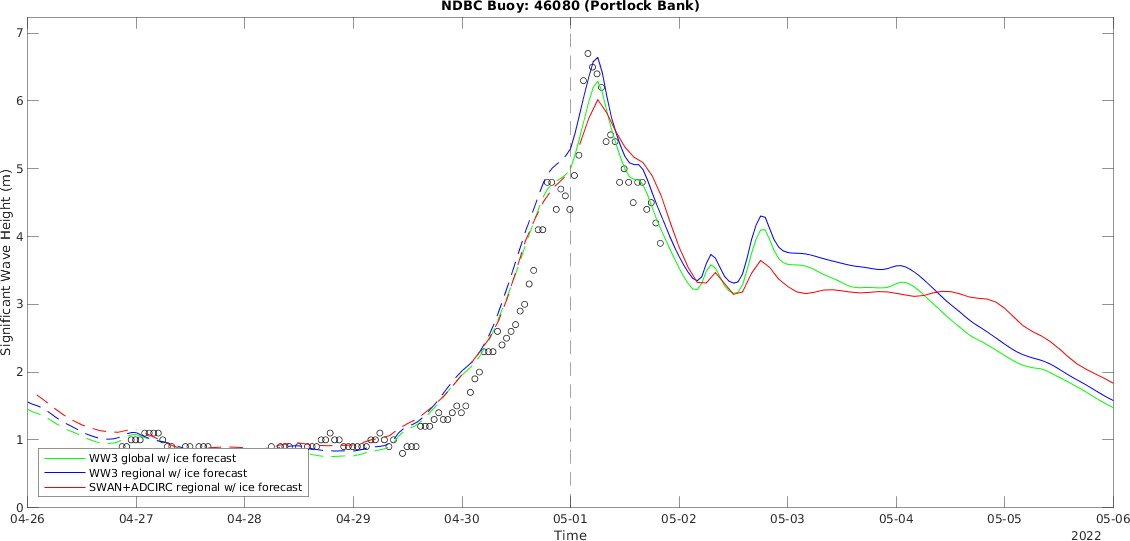 NDBC Buoy: 46080 (Portlock Bank)
7
6
5
4
3
2
1
0
Significant Wave Height (m)
WW3 global w/ ice forecast
WW3 regional w/ ice forecast
SWAN+ADCIRC regional w/ ice forecast
04-26 04-27 04-28 04-29 04-30 05-01 05-02 05-03 05-04 05-05 05-06
Time
2022